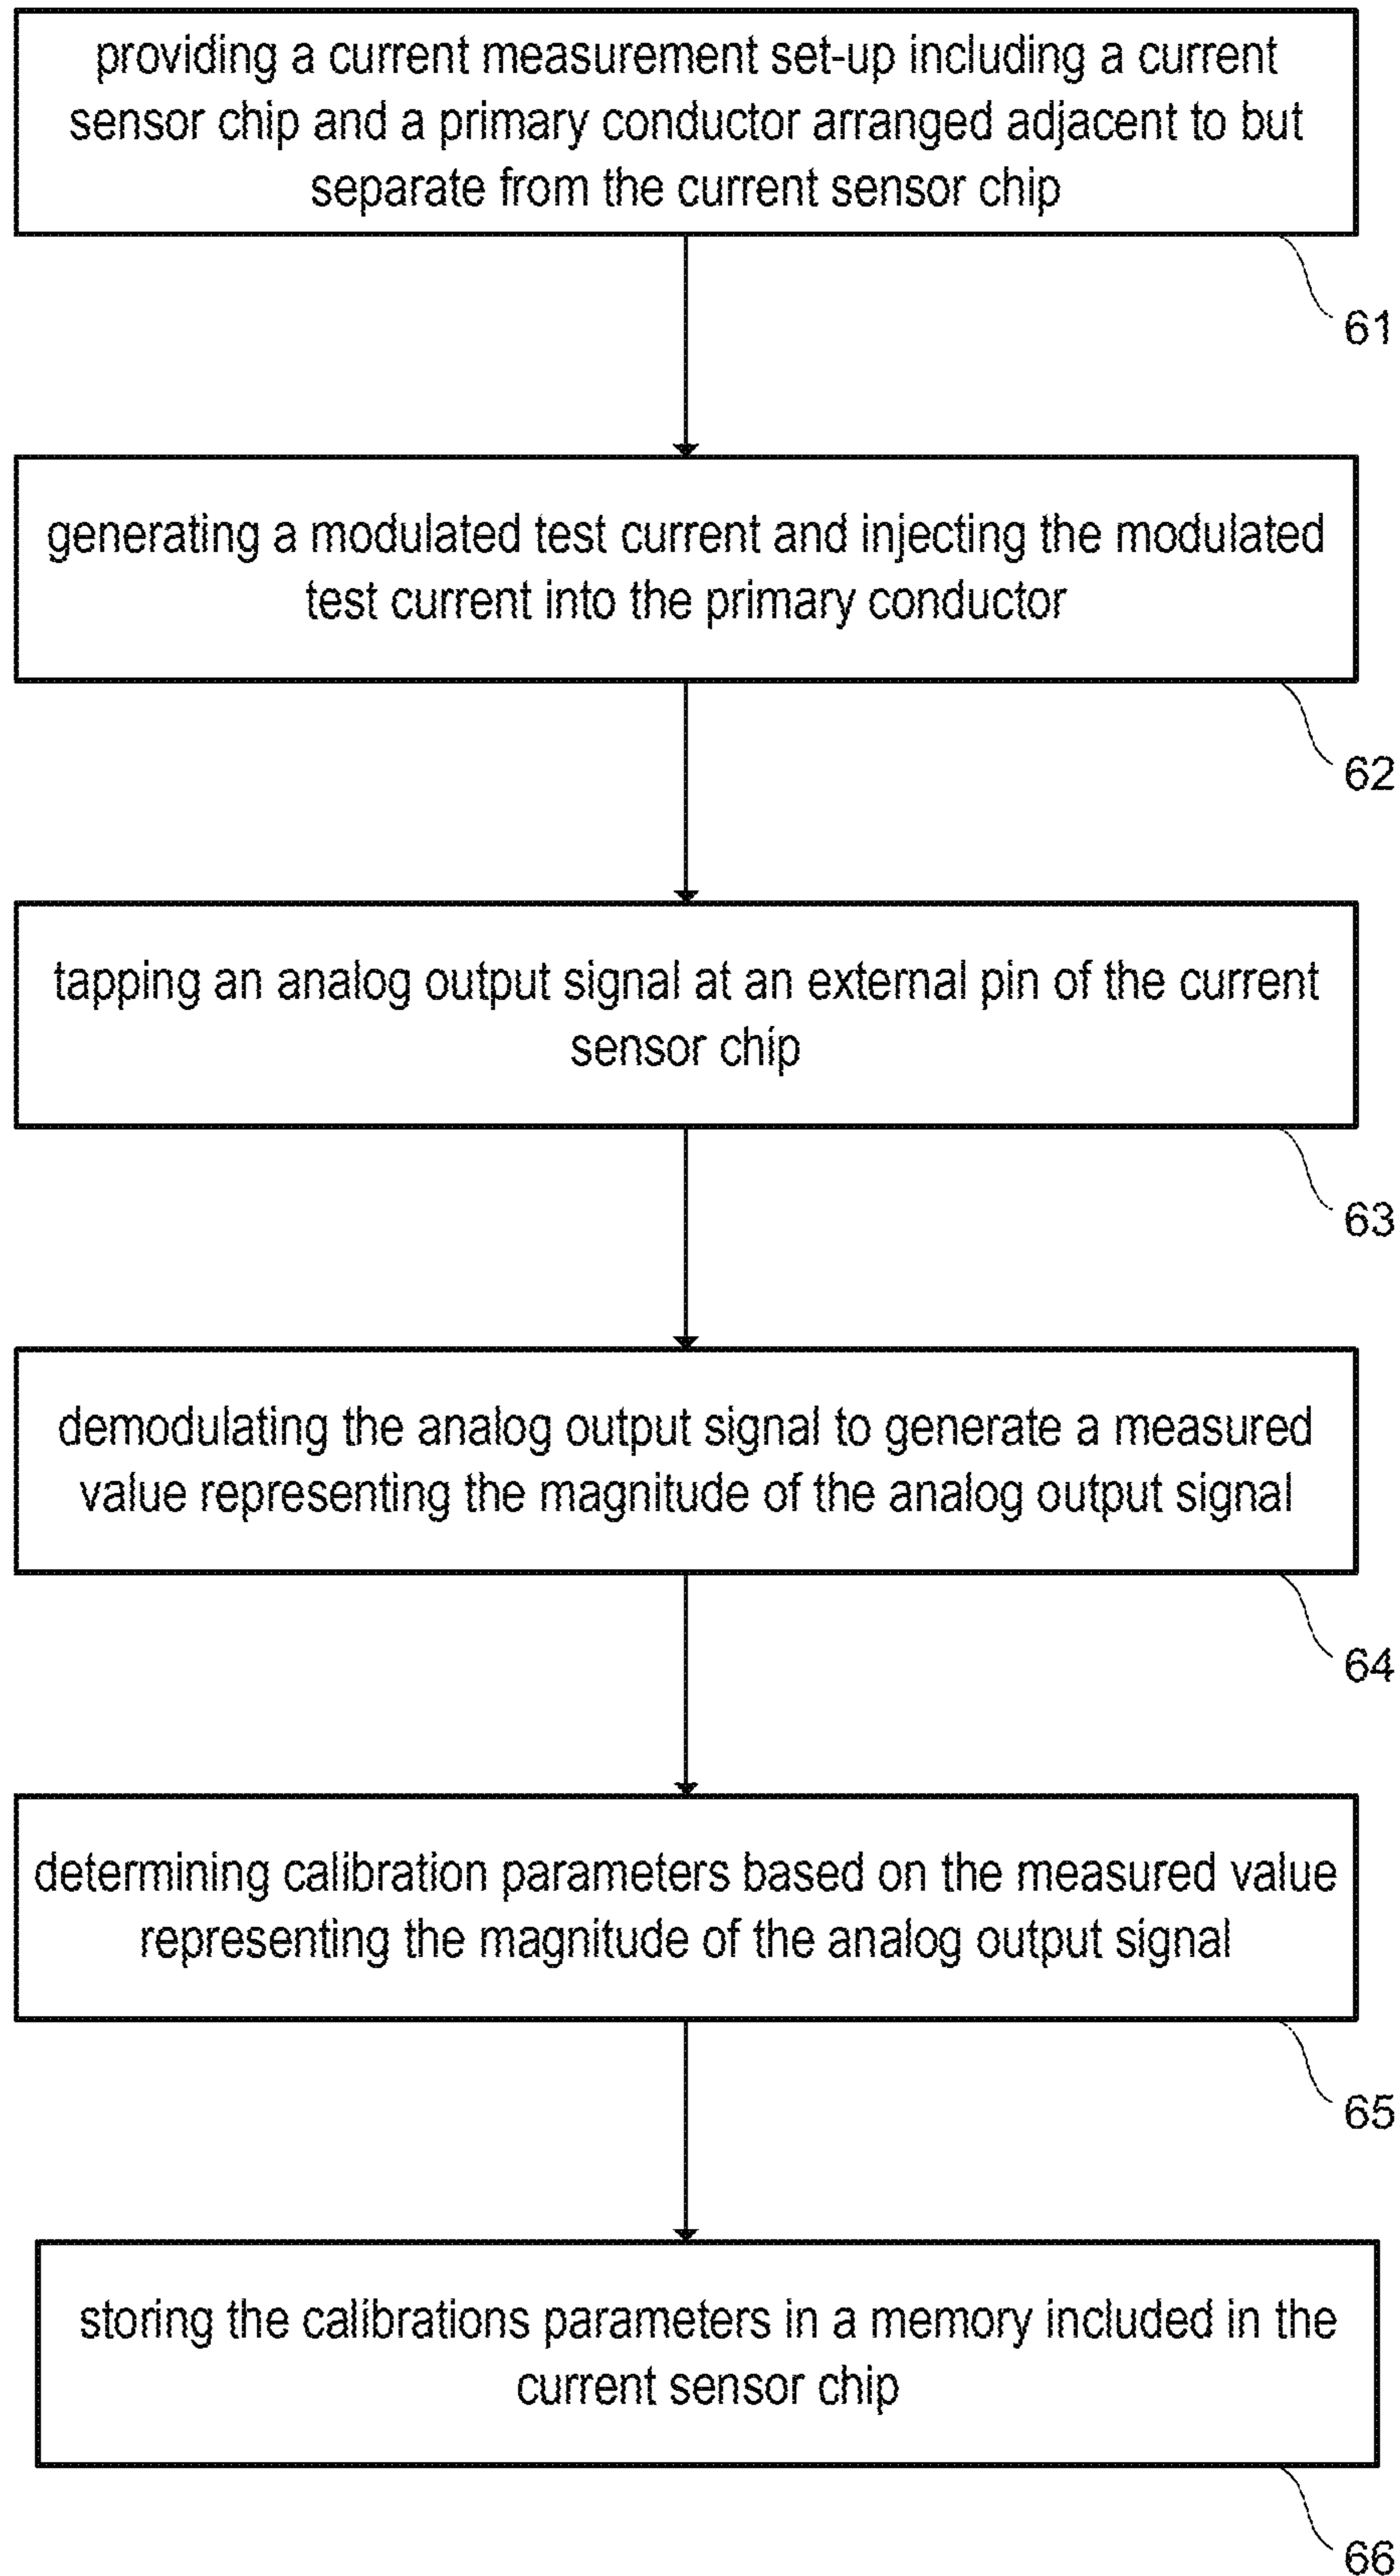 providing a current measurement set-up including a current
sensor chip and a primary conductor arranged adjacent to but
separate from the current sensor chip
61
generating a modulated test current and injecting the modulated
test current into the primary conductor
62
tapping an analog output signal at an external pin of the current
sensor chip
63
demodulating the analog output signal to generate a measured
value representing the magnitude of the analog output signal
64
determining calibration parameters based on the measured value
representing the magnitude of the analog output signal
65
storing the calibrations parameters in a memory included in the
current sensor chip
66